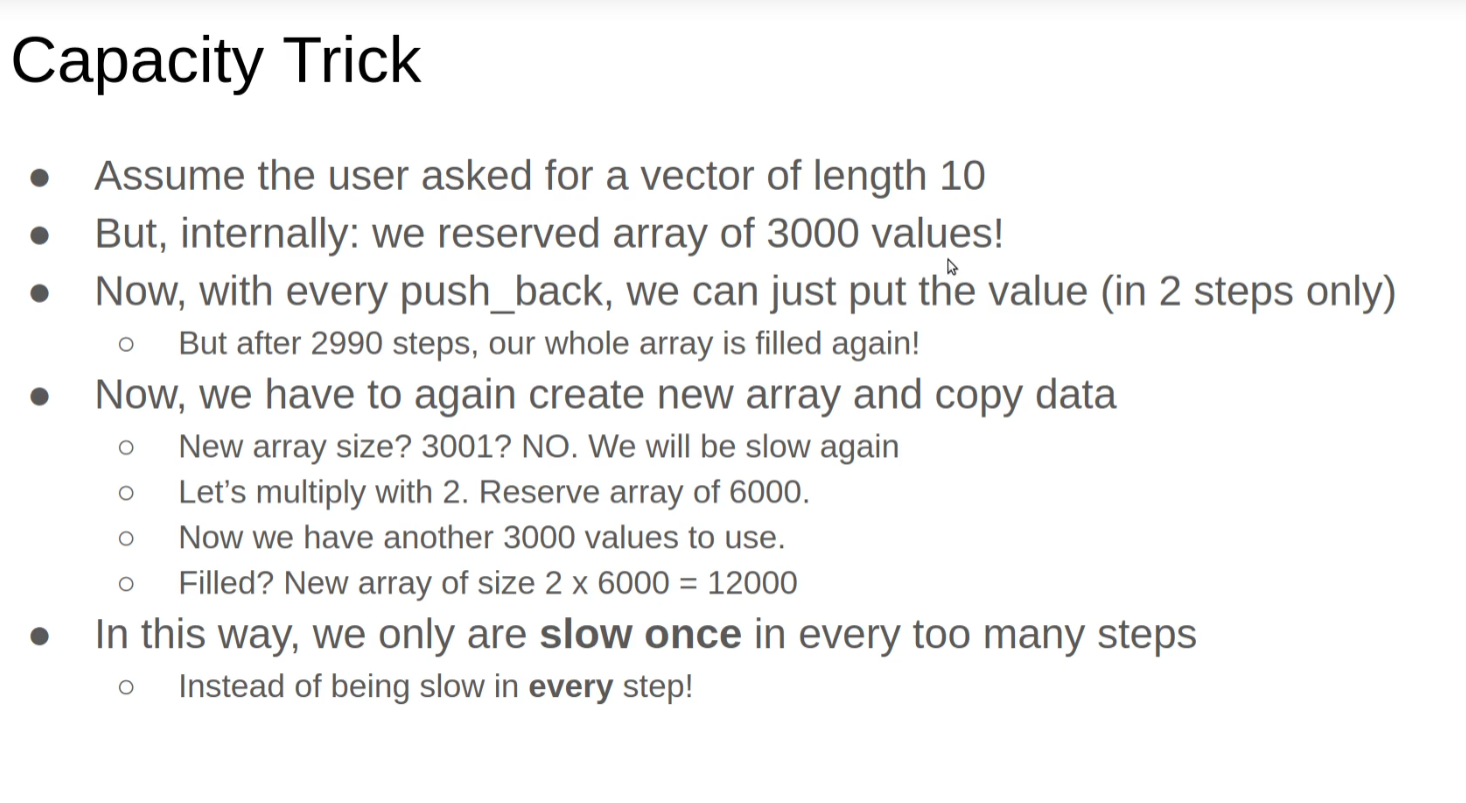 Capacity Trick
● Assume the user asked for a vector of length 10
● But, internally: we reserved array of 3000 values!
● Now, with every push_back, we can just put the value (in 2 steps only)
○ But after 2990 steps, our whole array is filled again!
● Now, we have to again create new array and copy data
○ New array size? 3001? NO. We will be slow again
○ Let’s multiply with 2. Reserve array of 6000.
○ Now we have another 3000 values to use.
○ Filled? New array of size 2 x 6000 = 12000
● In this way, we only are slow once in every too many steps
○ Instead of being slow in every step!